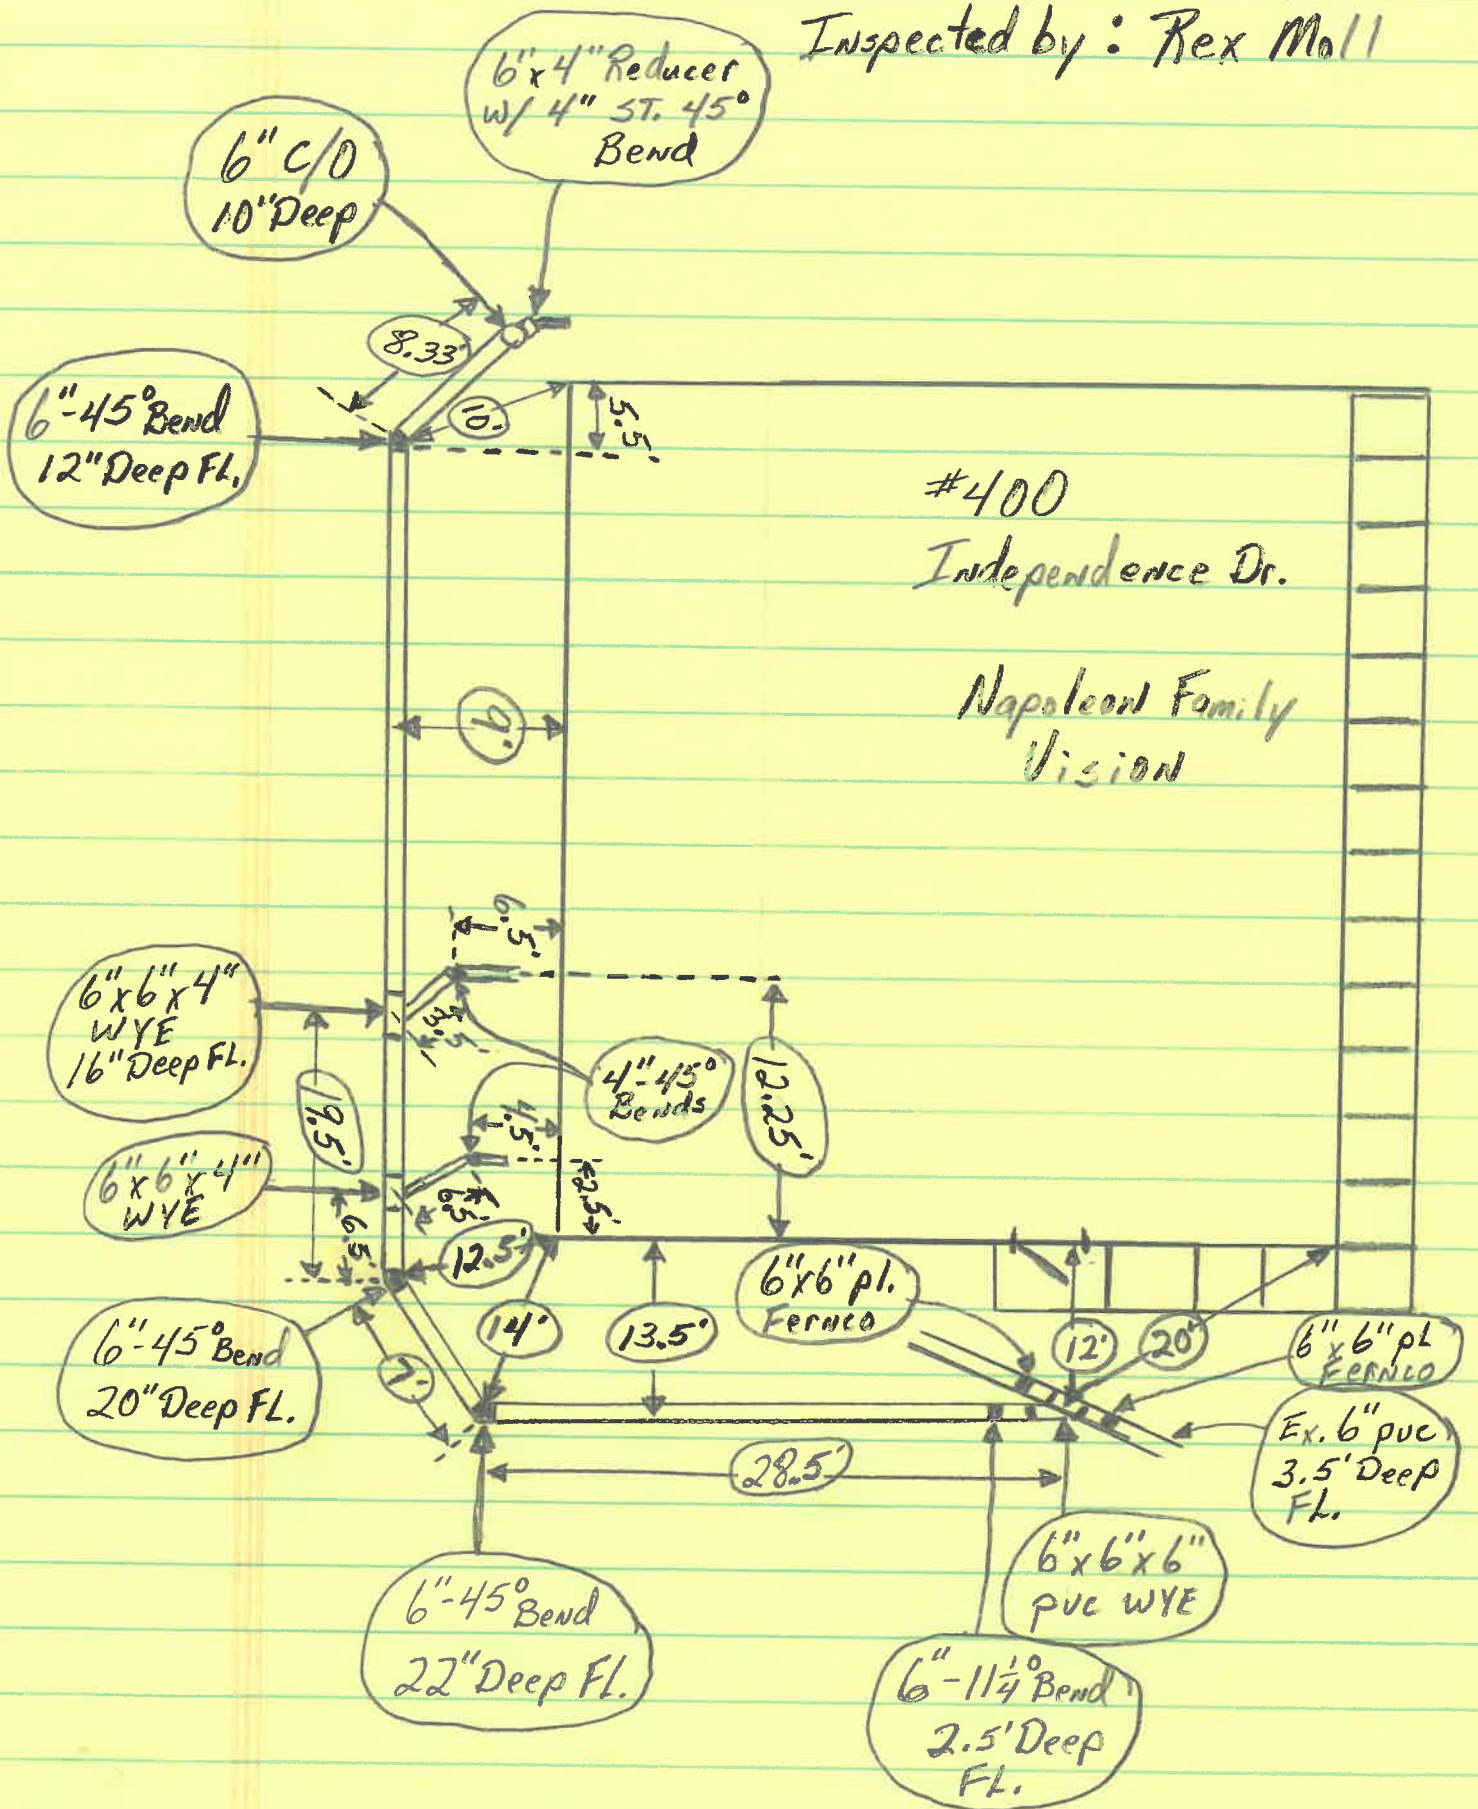 Inspected by: Rex Moll
6"x4" Reducer
W/ 4" ST. 45°
Bend
6" C/O
10" Deep
8.33'
10'
5.5'
6"-45° Bend
12" Deep FL.
#400
Independence Dr.
Napoleon Family
Vision
9'
6.5'
6"x6"x4"
WYE
16" Deep FL.
3.5'
4"-45°
Bends
12.25'
19.5'
4.5'
6"x6"x4"
WYE
6.5'
6.5'
2.5'
12.5'
6"x6" pl.
Fernco
14'
13.5'
12'
20'
6"x6" pl
FERNCO
6"-45° Bend
20" Deep FL.
7'
Ex. 6" pvc
3.5' Deep
FL.
28.5'
6"x6"x6"
pvc WYE
6"-45° Bend
22" Deep FL.
6"-11¼° Bend
2.5' Deep
FL.